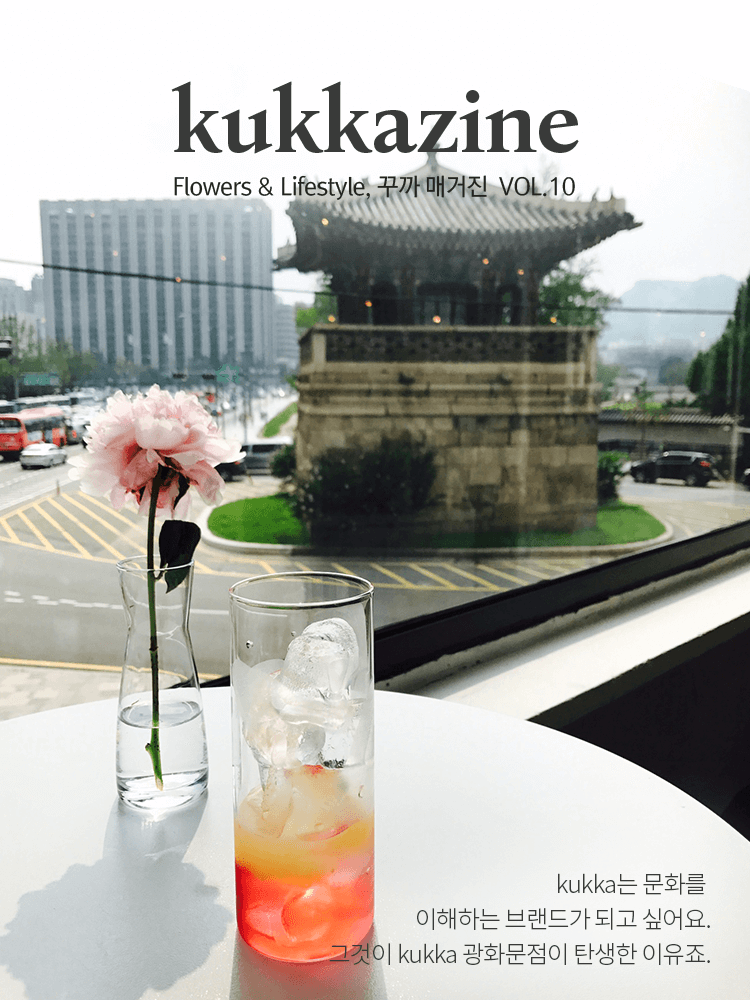 kukkazine
Flowers & Lifestyle, 꾸까 매거진 VOL.10
kukka는 문화를
이해하는 브랜드가 되고 싶어요.
그것이 kukka 광화문점이 탄생한 이유죠.